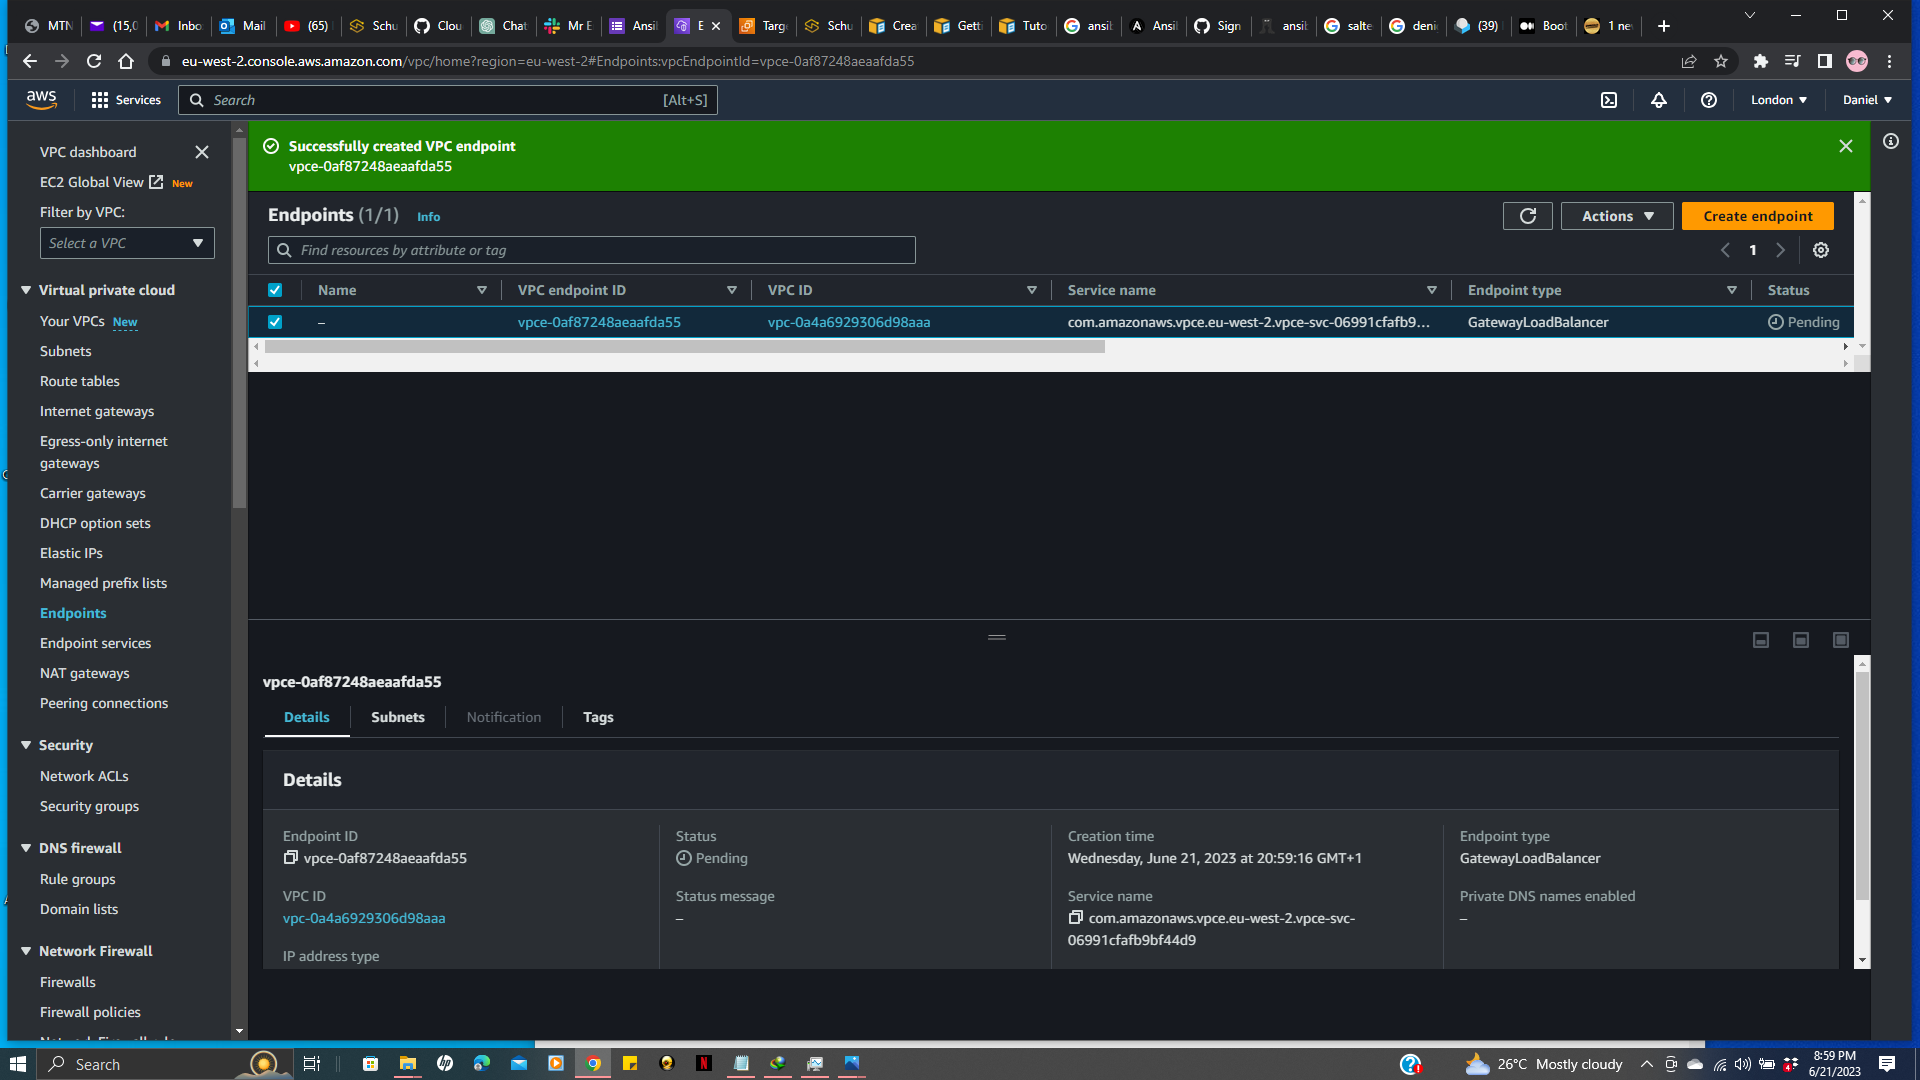 MTN
(15,0
Inbo
Mail
(65)
Schu
Clou
Chat
Mr E
Ansi
E
Targ
Schu
Crea
Getti
Tuto
ansib
Ansil
Sign
ansib
salte
deni
(39)
Boot
1 nev
eu-west-2.console.aws.amazon.com/vpc/home?region=eu-west-2#Endpoints:vpcEndpointId=vpce-0af87248aeaafda55
aws
Services
Search
[Alt+S]
London
Daniel
VPC dashboard
EC2 Global View New
Filter by VPC:
Select a VPC
Virtual private cloud
Your VPCs New
Subnets
Route tables
Internet gateways
Egress-only internet
gateways
Carrier gateways
DHCP option sets
Elastic IPs
Managed prefix lists
Endpoints
Endpoint services
NAT gateways
Peering connections
Security
Network ACLs
Security groups
DNS firewall
Rule groups
Domain lists
Network Firewall
Firewalls
Firewall policies
Successfully created VPC endpoint
vpce-0af87248aeaafda55
Endpoints (1/1) Info
Actions
Create endpoint
Find resources by attribute or tag
1
Name VPC endpoint ID VPC ID Service name Endpoint type Status
– vpce-0af87248aeaafda55 vpc-0a4a6929306d98aaa com.amazonaws.vpce.eu-west-2.vpce-svc-06991cfafb9... GatewayLoadBalancer Pending
vpce-0af87248aeaafda55
Details Subnets Notification Tags
Details
Endpoint ID
vpce-0af87248aeaafda55
VPC ID
vpc-0a4a6929306d98aaa
IP address type
Status
Pending
Status message
–
Creation time
Wednesday, June 21, 2023 at 20:59:16 GMT+1
Service name
com.amazonaws.vpce.eu-west-2.vpce-svc-
06991cfafb9bf44d9
Endpoint type
GatewayLoadBalancer
Private DNS names enabled
–
Search
26°C Mostly cloudy
8:59 PM
6/21/2023